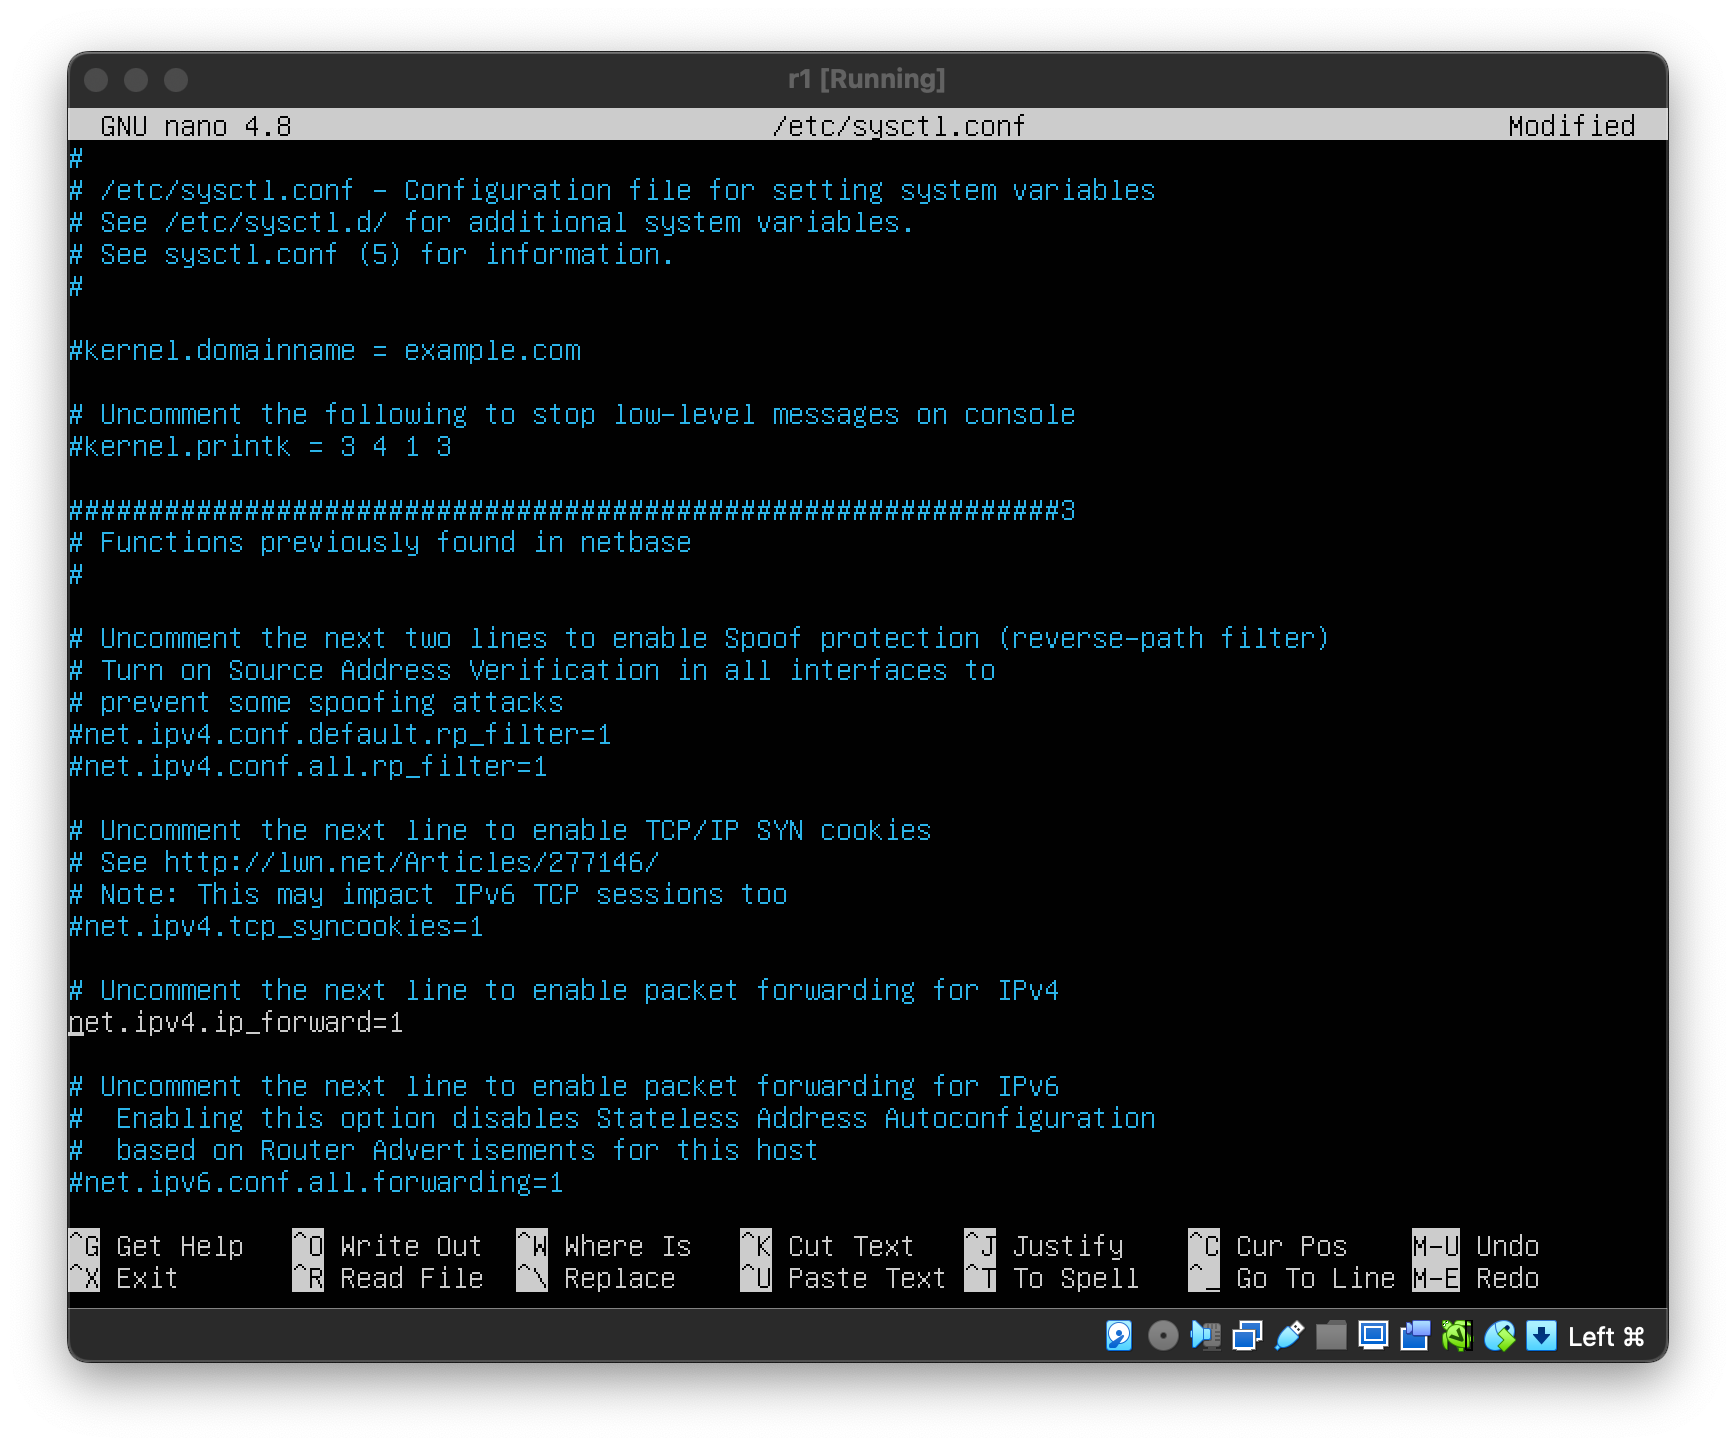 r1 [Running]
GNU nano 4.8 /etc/sysctl.conf Modified
#
# /etc/sysctl.conf - Configuration file for setting system variables
# See /etc/sysctl.d/ for additional system variables.
# See sysctl.conf (5) for information.
#
#kernel.domainname = example.com
# Uncomment the following to stop low-level messages on console
#kernel.printk = 3 4 1 3
##############################################################3
# Functions previously found in netbase
#
# Uncomment the next two lines to enable Spoof protection (reverse-path filter)
# Turn on Source Address Verification in all interfaces to
# prevent some spoofing attacks
#net.ipv4.conf.default.rp_filter=1
#net.ipv4.conf.all.rp_filter=1
# Uncomment the next line to enable TCP/IP SYN cookies
# See http://lwn.net/Articles/277146/
# Note: This may impact IPv6 TCP sessions too
#net.ipv4.tcp_syncookies=1
# Uncomment the next line to enable packet forwarding for IPv4
net.ipv4.ip_forward=1
# Uncomment the next line to enable packet forwarding for IPv6
#  Enabling this option disables Stateless Address Autoconfiguration
#  based on Router Advertisements for this host
#net.ipv6.conf.all.forwarding=1
^G Get Help ^O Write Out ^W Where Is ^K Cut Text ^J Justify ^C Cur Pos M-U Undo
^X Exit ^R Read File ^\ Replace ^U Paste Text ^T To Spell ^_ Go To Line M-E Redo
Left ⌘